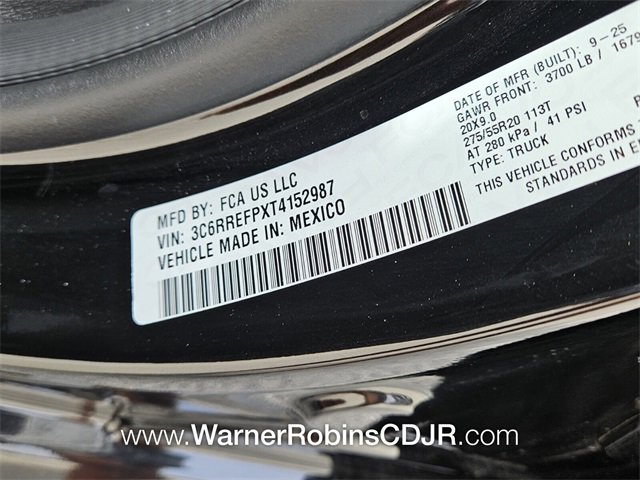 MFD BY: FCA US LLC
VIN: 3C6RREFPXT4152987
VEHICLE MADE IN: MEXICO
DATE OF MFR (BUILT): 9-25
GAWR FRONT: 3700 LB / 1679
20X9.0
275/55R20 113T
AT 280 kPa / 41 PSI
TYPE: TRUCK
THIS VEHICLE CONFORMS
STANDARDS IN
www.WarnerRobinsCDJR.com